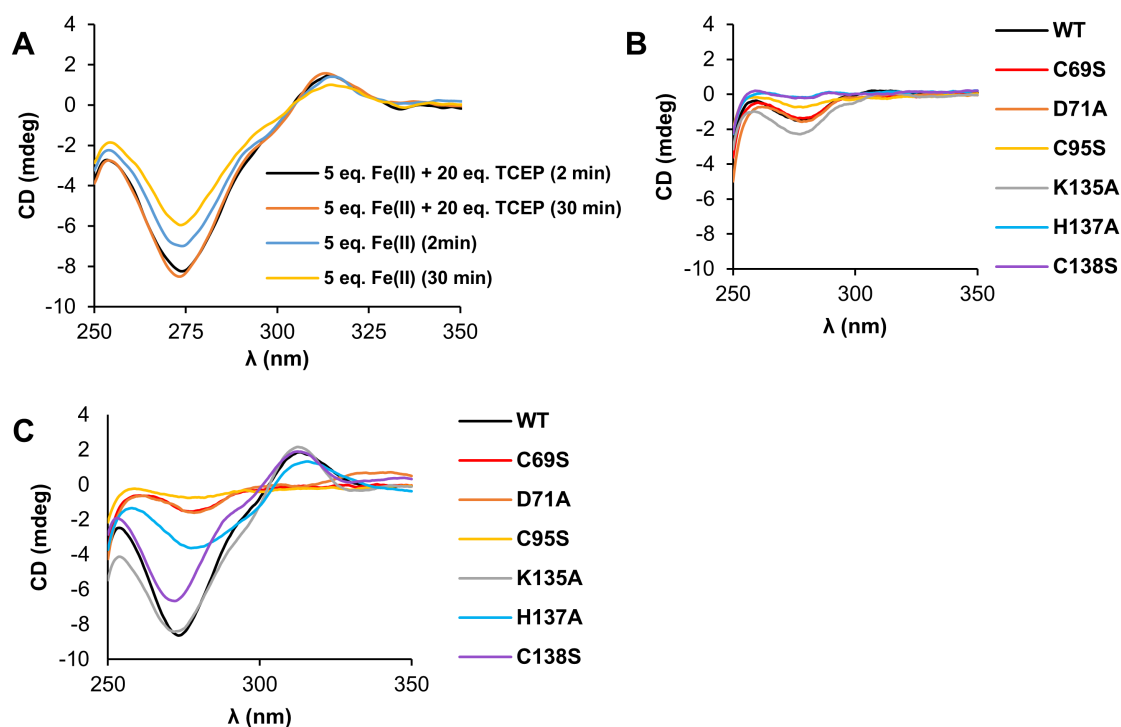 A
4
2
0
-2
-4
-6
-8
-10
CD (mdeg)
250
275
300
325
350
λ (nm)
5 eq. Fe(II) + 20 eq. TCEP (2 min)
5 eq. Fe(II) + 20 eq. TCEP (30 min)
5 eq. Fe(II) (2min)
5 eq. Fe(II) (30 min)
B
4
2
0
-2
-4
-6
-8
-10
CD (mdeg)
250
300
350
λ (nm)
WT
C69S
D71A
C95S
K135A
H137A
C138S
C
4
2
0
-2
-4
-6
-8
-10
CD (mdeg)
250
300
350
λ (nm)
WT
C69S
D71A
C95S
K135A
H137A
C138S